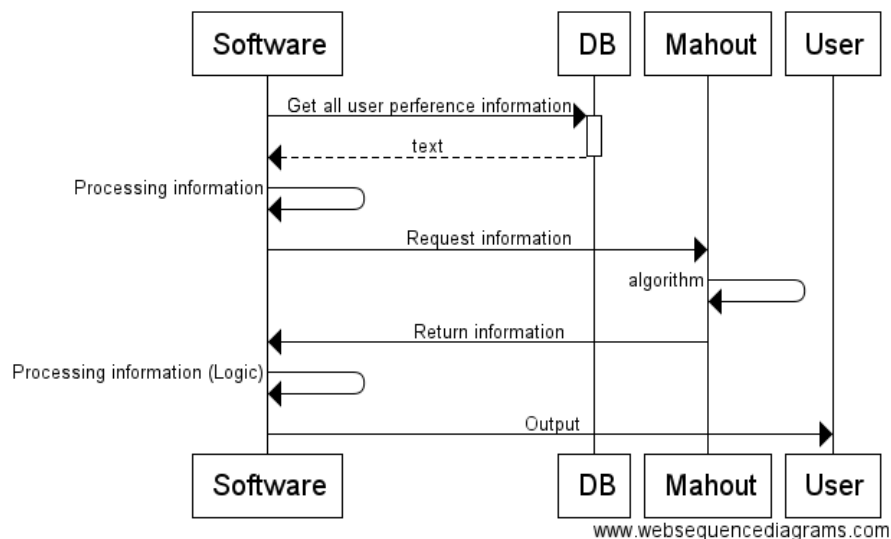 Software DB Mahout User
Get all user perference information
text
Processing information
Request information
algorithm
Return information
Processing information (Logic)
Output
Software DB Mahout User
www.websequencediagrams.com